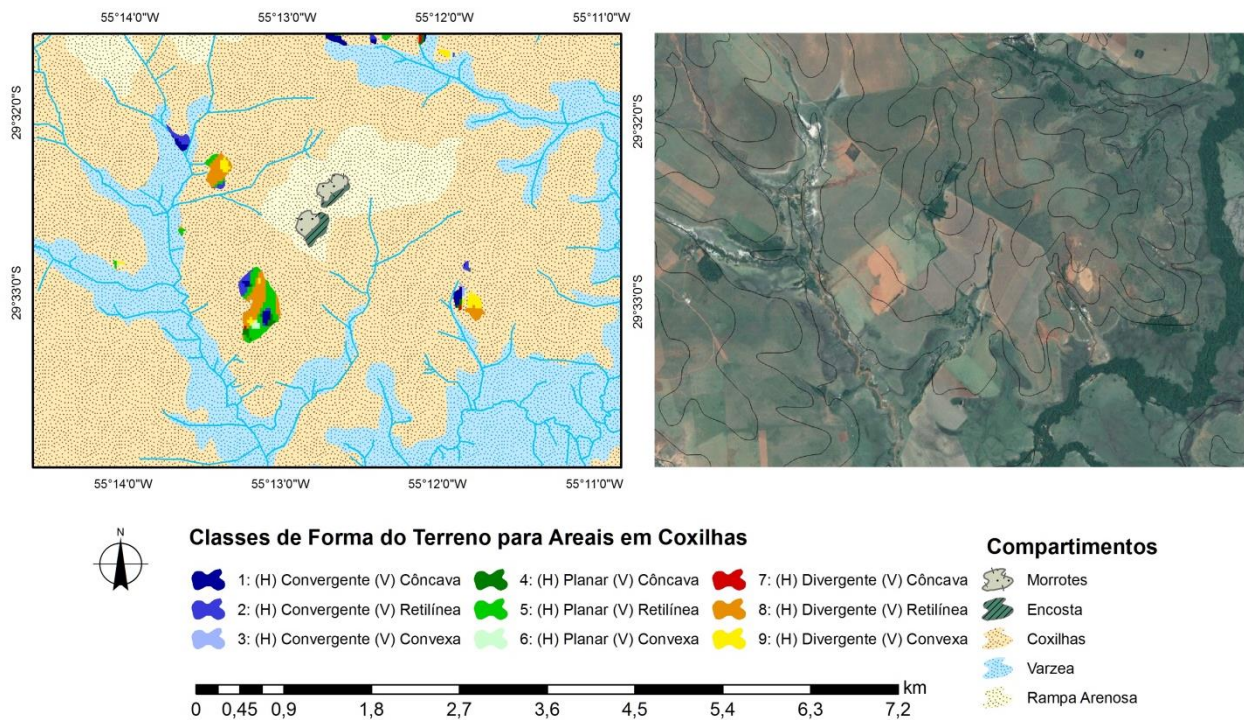 55°14'0"W 55°13'0"W 55°12'0"W 55°11'0"W
29°32'0"S
29°33'0"S
29°32'0"S
29°33'0"S
55°14'0"W 55°13'0"W 55°12'0"W 55°11'0"W
N
Classes de Forma do Terreno para Areais em Coxilhas
1: (H) Convergente (V) Côncava
4: (H) Planar (V) Côncava
7: (H) Divergente (V) Côncava
2: (H) Convergente (V) Retilínea
5: (H) Planar (V) Retilínea
8: (H) Divergente (V) Retilínea
3: (H) Convergente (V) Convexa
6: (H) Planar (V) Convexa
9: (H) Divergente (V) Convexa
Compartimentos
Morrotes
Encosta
Coxilhas
Varzea
Rampa Arenosa
km
0 0,45 0,9 1,8 2,7 3,6 4,5 5,4 6,3 7,2